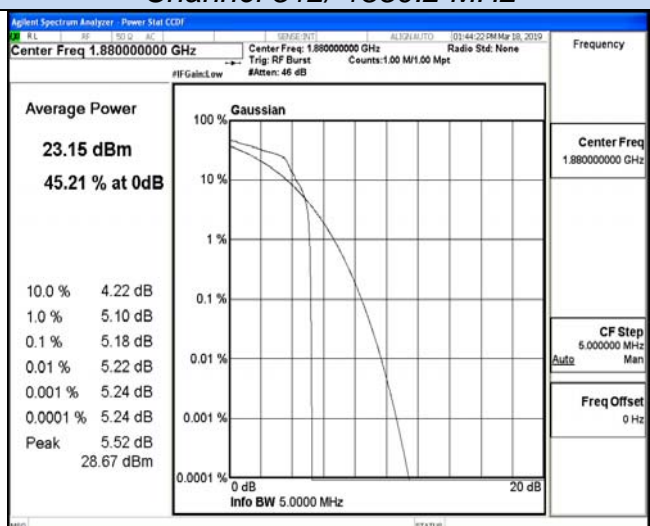 Agilent Spectrum Analyzer - Power Stat CCDF
RL RF 50 Ω AC SENSE:INT ALIGN AUTO 01:44:22 PM Mar 18, 2019
Center Freq 1.880000000 GHz
Center Freq: 1.880000000 GHz Radio Std: None
Trig: RF Burst Counts:1.00 M/1.00 Mpt
#IFGain:Low #Atten: 46 dB
Frequency
Average Power
23.15 dBm
45.21 % at 0dB
10.0 % 4.22 dB
1.0 % 5.10 dB
0.1 % 5.18 dB
0.01 % 5.22 dB
0.001 % 5.24 dB
0.0001 % 5.24 dB
Peak 5.52 dB
28.67 dBm
Gaussian
100 %
10 %
1 %
0.1 %
0.01 %
0.001 %
0.0001 %
0 dB 20 dB
Info BW 5.0000 MHz
Center Freq
1.880000000 GHz
CF Step
5.000000 MHz
Auto Man
Freq Offset
0 Hz
MSG STATUS